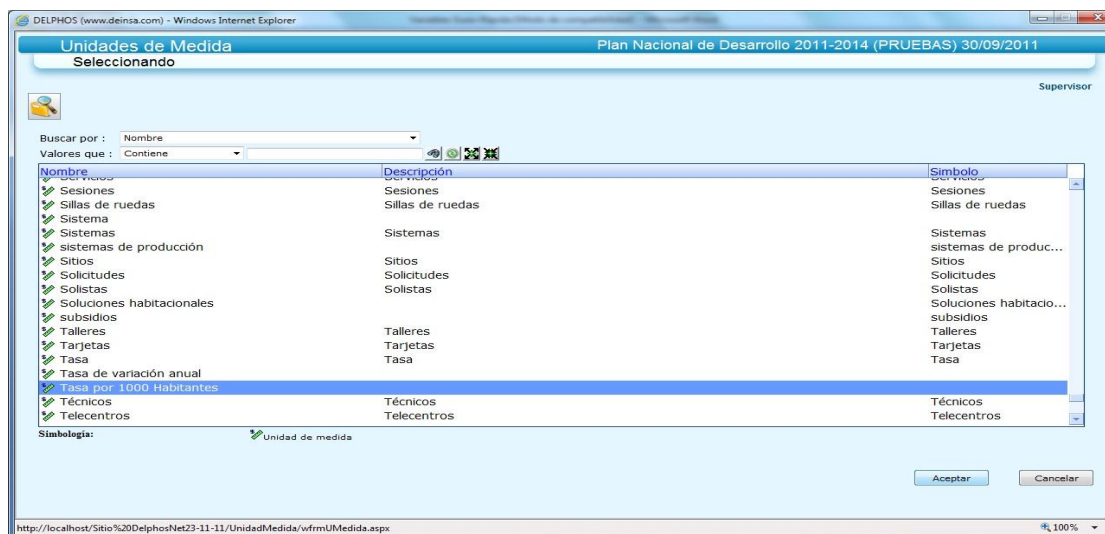 DELPHOS (www.deinsa.com) - Windows Internet Explorer
Unidades de Medida Plan Nacional de Desarrollo 2011-2014 (PRUEBAS) 30/09/2011
Seleccionando
Supervisor
Buscar por : Nombre
Valores que : Contiene
Nombre Descripción Simbolo
Servicios Servicios Servicios
Sesiones Sesiones Sesiones
Sillas de ruedas Sillas de ruedas Sillas de ruedas
Sistema
Sistemas Sistemas Sistemas
sistemas de producción sistemas de produc...
Sitios Sitios Sitios
Solicitudes Solicitudes Solicitudes
Solistas Solistas Solistas
Soluciones habitacionales Soluciones habitacio...
subsidios subsidios
Talleres Talleres Talleres
Tarjetas Tarjetas Tarjetas
Tasa Tasa Tasa
Tasa de variación anual
Tasa por 1000 Habitantes
Técnicos Técnicos Técnicos
Telecentros Telecentros Telecentros
Simbología: Unidad de medida
Aceptar Cancelar
http://localhost/Sitio%20DelphosNet23-11-11/UnidadMedida/wfrmUMedida.aspx 100%